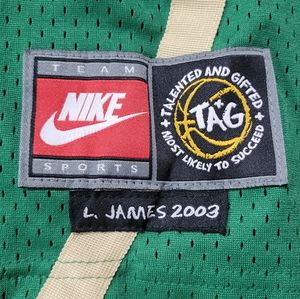 TEAM
NIKE
SPORTS
TALENTED AND GIFTED
TAG
MOST LIKELY TO SUCCEED
L. JAMES 2003